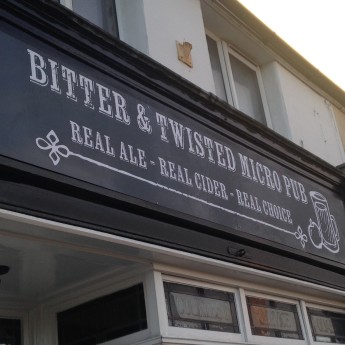 BITTER & TWISTED MICRO PUB
REAL ALE - REAL CIDER - REAL CHOICE